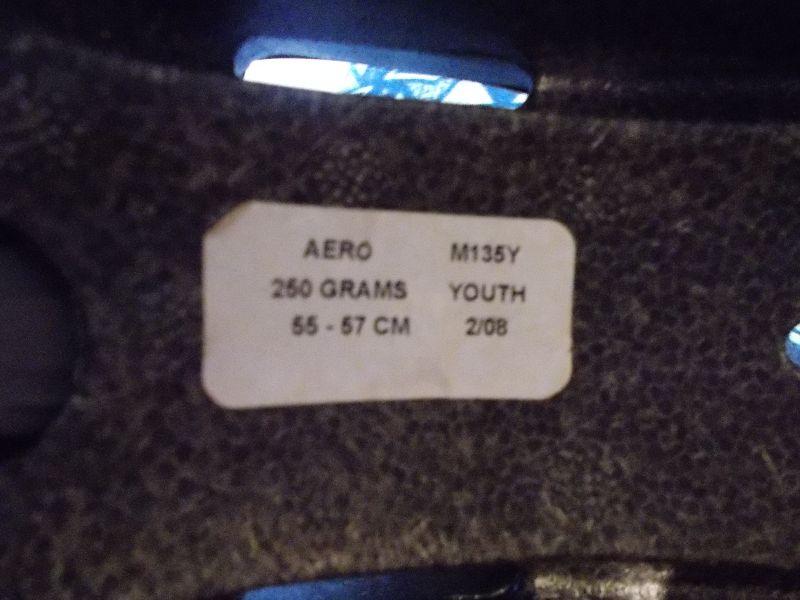 AERO M135Y
250 GRAMS YOUTH
55 - 57 CM 2/08